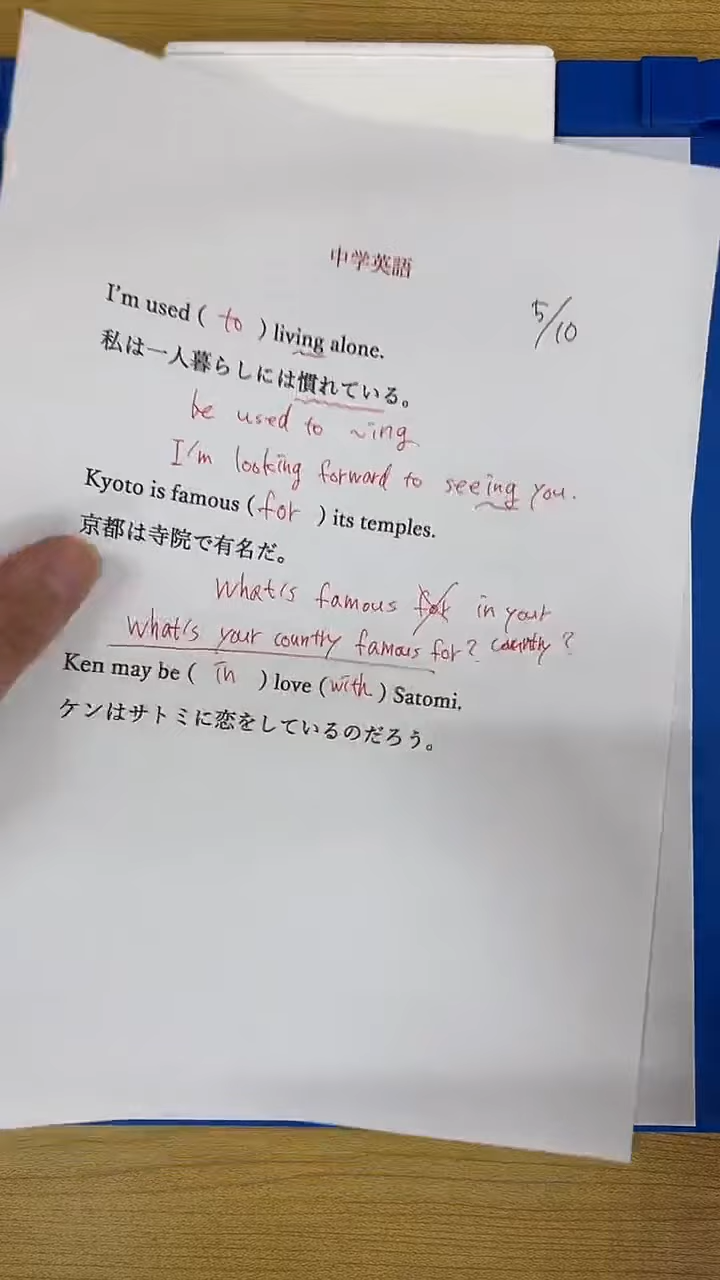 中学英語
5/10
I'm used ( to ) living alone.
私は一人暮らしには慣れている。
be used to ~ing
I'm looking forward to seeing you.
Kyoto is famous ( for ) its temples.
京都は寺院で有名だ。
What's famous for in your country?
What's your country famous for?
Ken may be ( in ) love ( with ) Satomi.
ケンはサトミに恋をしているのだろう。